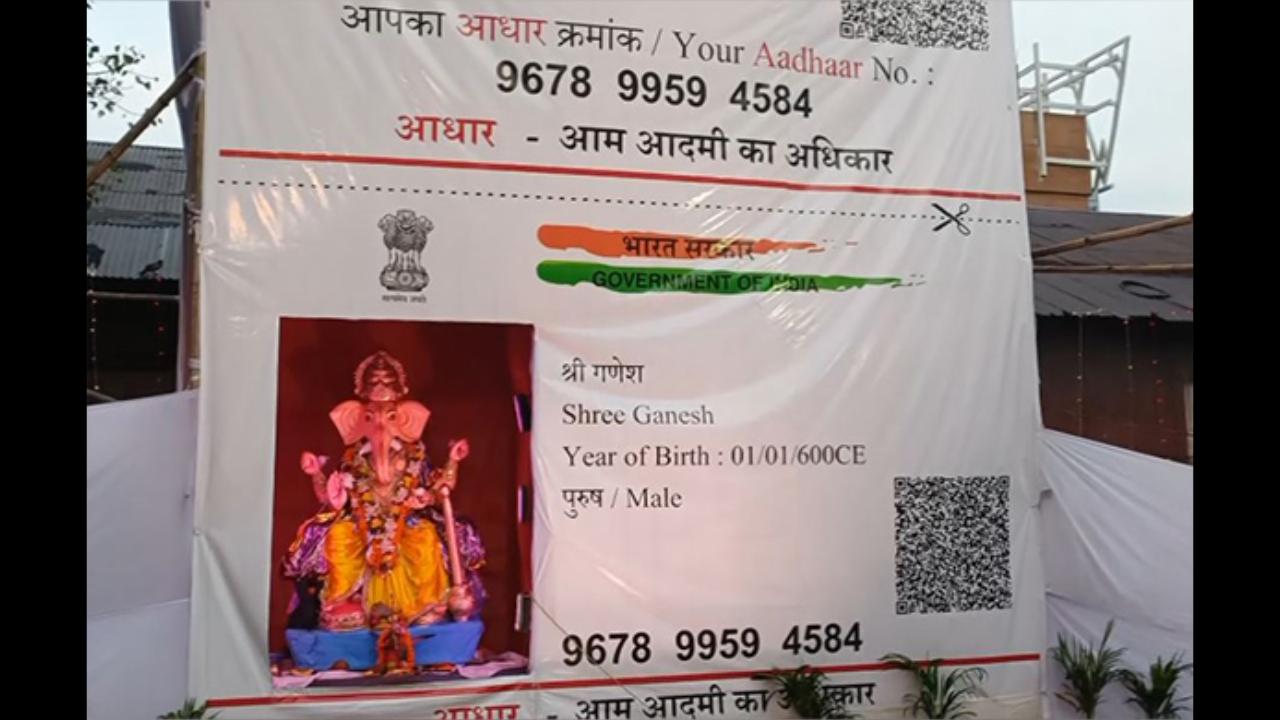 आपका आधार क्रमांक / Your Aadhaar No. :
9678 9959 4584
आधार - आम आदमी का अधिकार
सत्यमेव जयते
भारत सरकार
GOVERNMENT OF INDIA
श्री गणेश
Shree Ganesh
Year of Birth : 01/01/600CE
पुरुष / Male
9678 9959 4584
आधार - आम आदमी का अधिकार